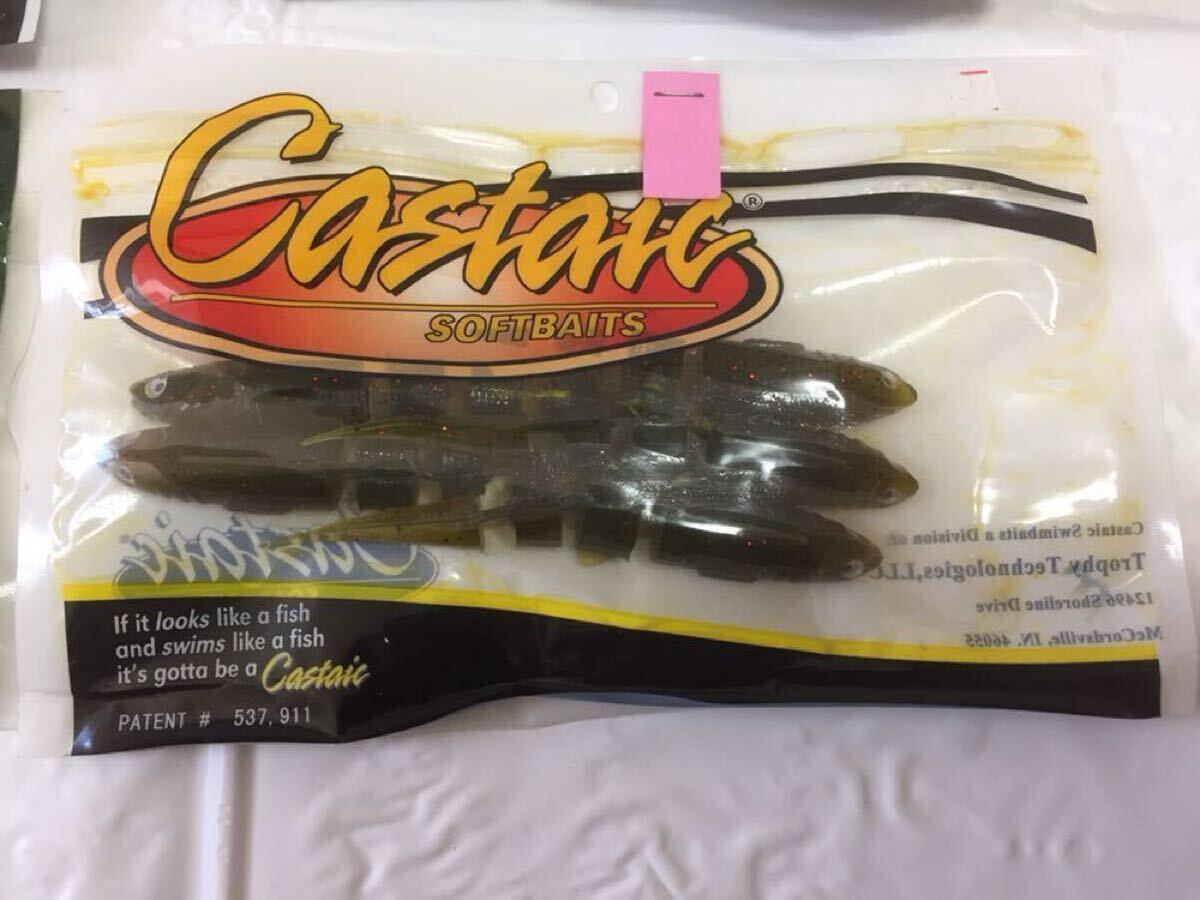 Castaic®
SOFTBAITS
Castaic
Castaic Swimbaits a Division of
Trophy Technologies,LLC
12496 Shoreline Drive
McCordsville, IN. 46055
If it looks like a fish
and swims like a fish
it's gotta be a Castaic
PATENT # 537,911